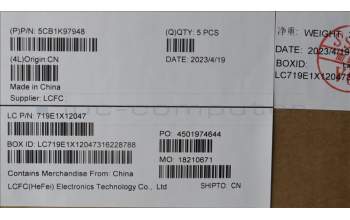 (P)P/N: 5CB1K97948
(Q)QTY: 5 PCS
(4L)Origin:CN
DATE: 2023/4/19
Made in China
Supplier: LCFC
净重: WEIGHT:
DATE: 2023/4/19
BOXID:
LC719E1X120473
LC P/N: 719E1X12047
PO: 4501974644
BOX ID: LC719E1X12047316228788
MO: 18210671
Contains Merchandise From: China
LCFC(HeFei) Electronics Technology Co., Ltd
SHIPTO: CN